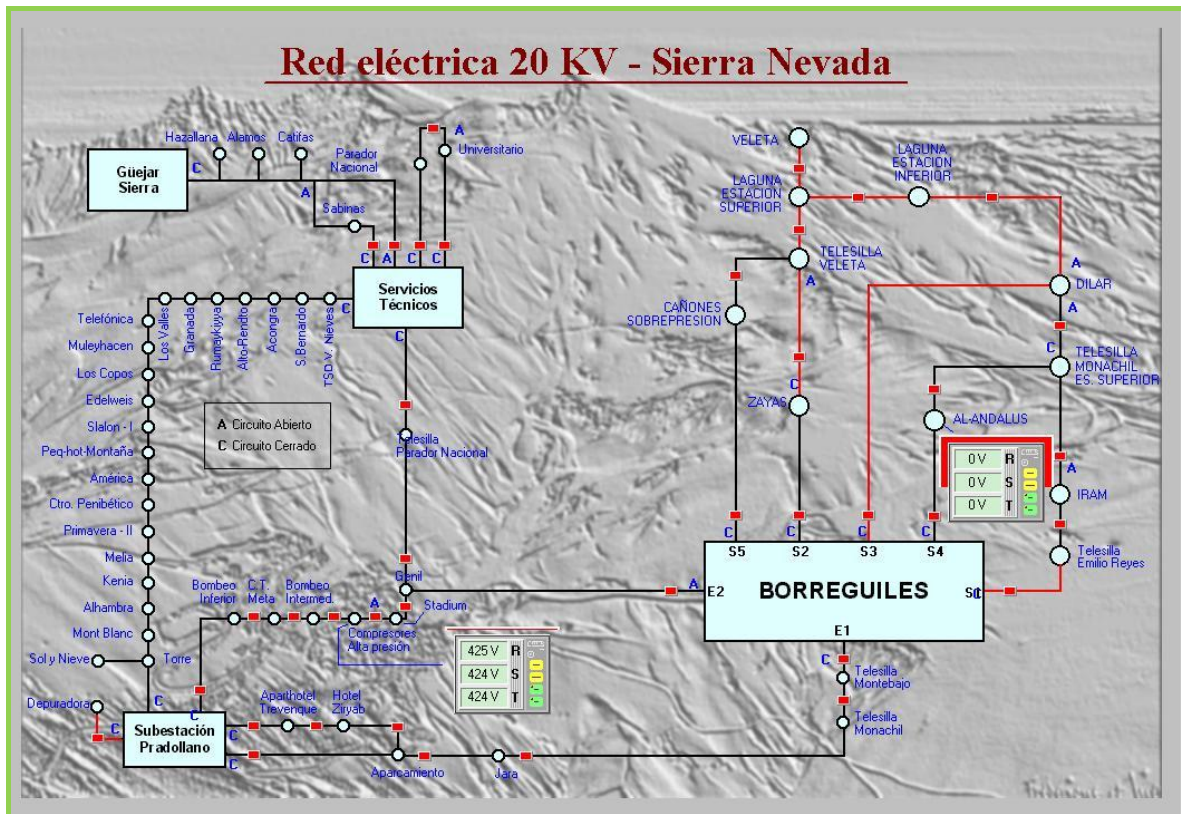 Red eléctrica 20 KV - Sierra Nevada
Hazallana
Alamos
Catifas
Güejar
Sierra
C
A
Parador
Nacional
Sabinas
A
Universitario
C
A
C
C
Servicios
Técnicos
C
C
Telefónica
Muleyhacen
Los Copos
Edelweis
Slalon - I
Peq-hot-Montaña
América
Ctro. Penibético
Primavera - II
Melia
Kenia
Alhambra
Mont Blanc
Sol y Nieve
Torre
Los Valles
Granada
Rumaykiyya
Alto-Rendto
Acongra
S.Bernardo
TSD-V. Nieves
A Circuito Abierto
C Circuito Cerrado
Telesilla
Parador Nacional
Genil
Stadium
Bombeo
Inferior
C.T.
Meta
Bombeo
Intermed.
A
Compresores
Alta presión
425 V R
424 V S
424 V T
Depuradora
C
C
C
Subestación
Pradollano
C
C
Aparthotel
Trevenque
Hotel
Ziryab
Aparcamiento
Jara
VELETA
LAGUNA
ESTACION
SUPERIOR
LAGUNA
ESTACION
INFERIOR
TELESILLA
VELETA
A
CAÑONES
SOBREPRESION
C
ZAYAS
A
DILAR
A
C
TELESILLA
MONACHIL
ES. SUPERIOR
AL-ANDALUS
0 V R
0 V S
0 V T
A
IRAM
Telesilla
Emilio Reyes
C
C
C
C
S5
S2
S3
S4
A
E2
BORREGUILES
C
E1
C
Telesilla
Montebajo
Telesilla
Monachil